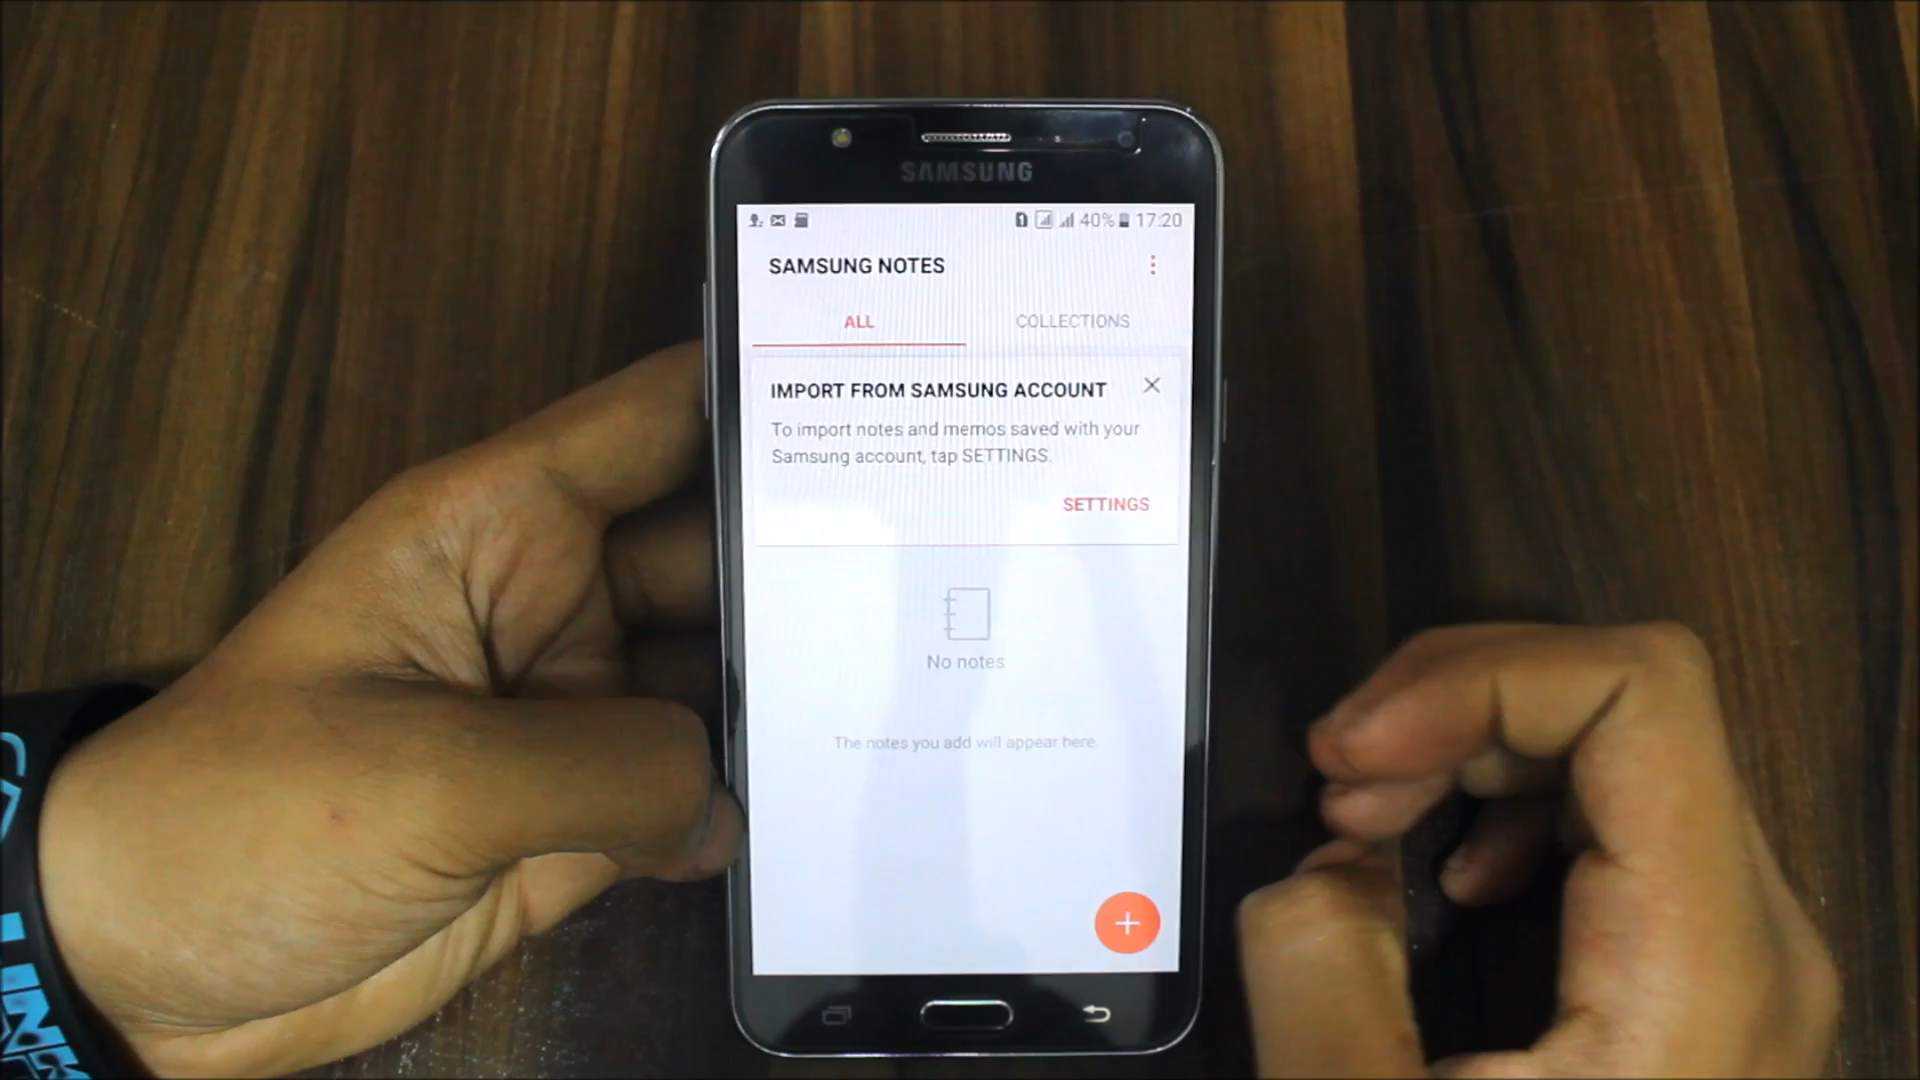 SAMSUNG
40% 17:20
SAMSUNG NOTES
ALL
COLLECTIONS
IMPORT FROM SAMSUNG ACCOUNT
To import notes and memos saved with your
Samsung account, tap SETTINGS.
SETTINGS
No notes
The notes you add will appear here.